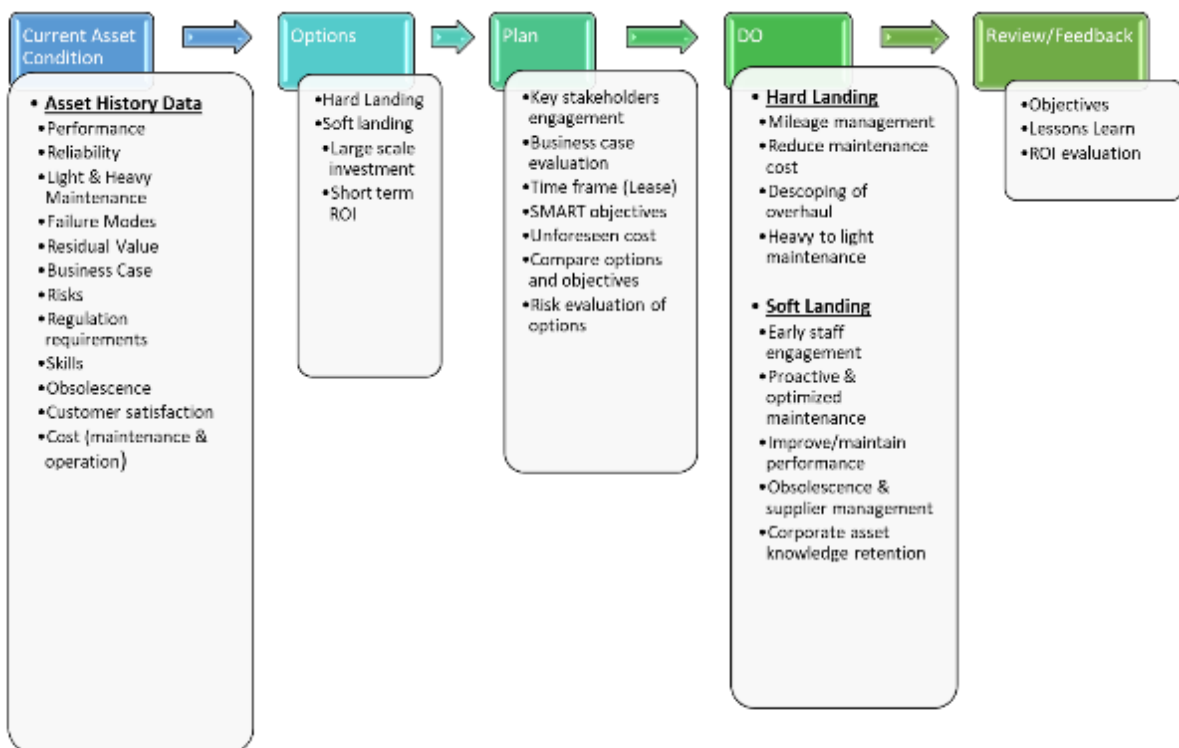 Current Asset
Condition
• Asset History Data
•Performance
•Reliability
•Light & Heavy
Maintenance
•Failure Modes
•Residual Value
•Business Case
•Risks
•Regulation
requirements
•Skills
•Obsolescence
•Customer satisfaction
•Cost (maintenance &
operation)
Options
•Hard Landing
•Soft landing
•Large scale
investment
•Short term
ROI
Plan
•Key stakeholders
engagement
•Business case
evaluation
•Time frame (Lease)
•SMART objectives
•Unforeseen cost
•Compare options
and objectives
•Risk evaluation of
options
DO
• Hard Landing
•Mileage management
•Reduce maintenance
cost
•Descoping of
overhaul
•Heavy to light
maintenance
• Soft Landing
•Early staff
engagement
•Proactive &
optimized
maintenance
•Improve/maintain
performance
•Obsolescence &
supplier management
•Corporate asset
knowledge retention
Review/Feedback
•Objectives
•Lessons Learn
•ROI evaluation